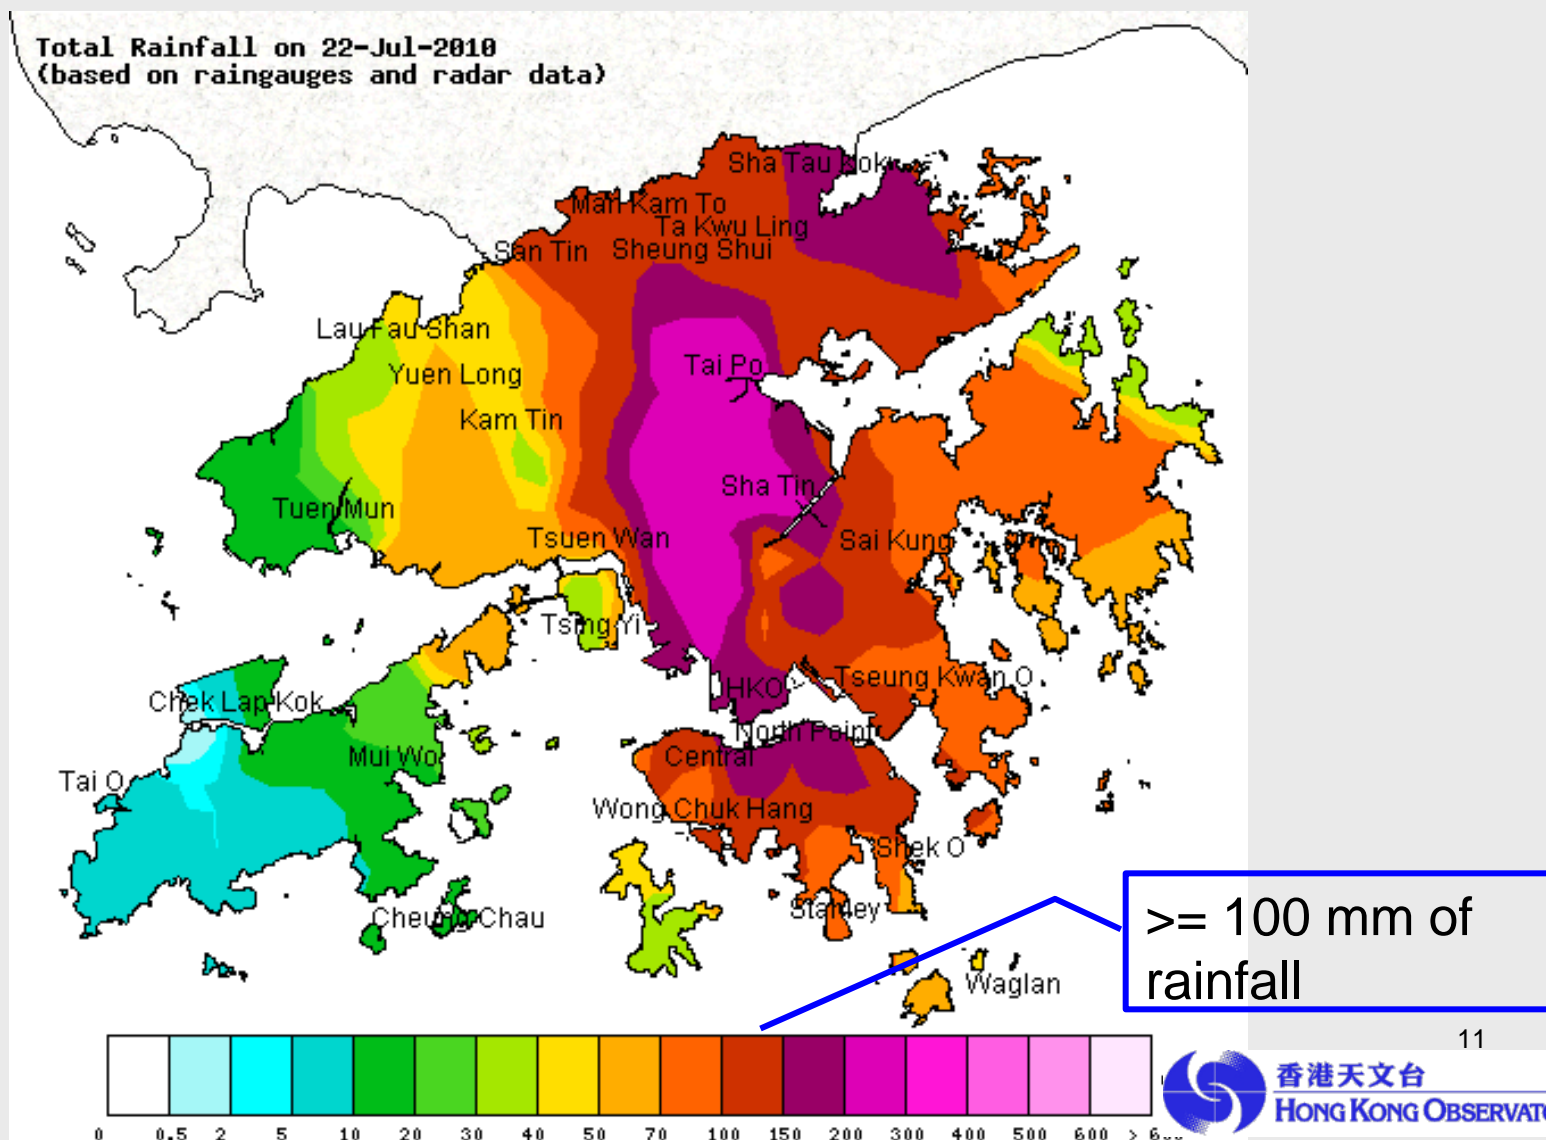 Total Rainfall on 22-Jul-2010
(based on raingauges and radar data)
Sha Tau Kok
Man Kam To
Ta Kwu Ling
San Tin
Sheung Shui
Lau Fau Shan
Tai Po
Yuen Long
Kam Tin
Sha Tin
Tuen Mun
Tsuen Wan
Sai Kung
Tsing Yi
Tseung Kwan O
HKO
Chek Lap Kok
North Point
Mui Wo
Central
Tai O
Wong Chuk Hang
Shek O
Stanley
Cheung Chau
>= 100 mm of
rainfall
Waglan
0 0.5 2 5 10 20 30 40 50 70 100 150 200 300 400 500 600 >
11
香港天文台
HONG KONG OBSERVATO